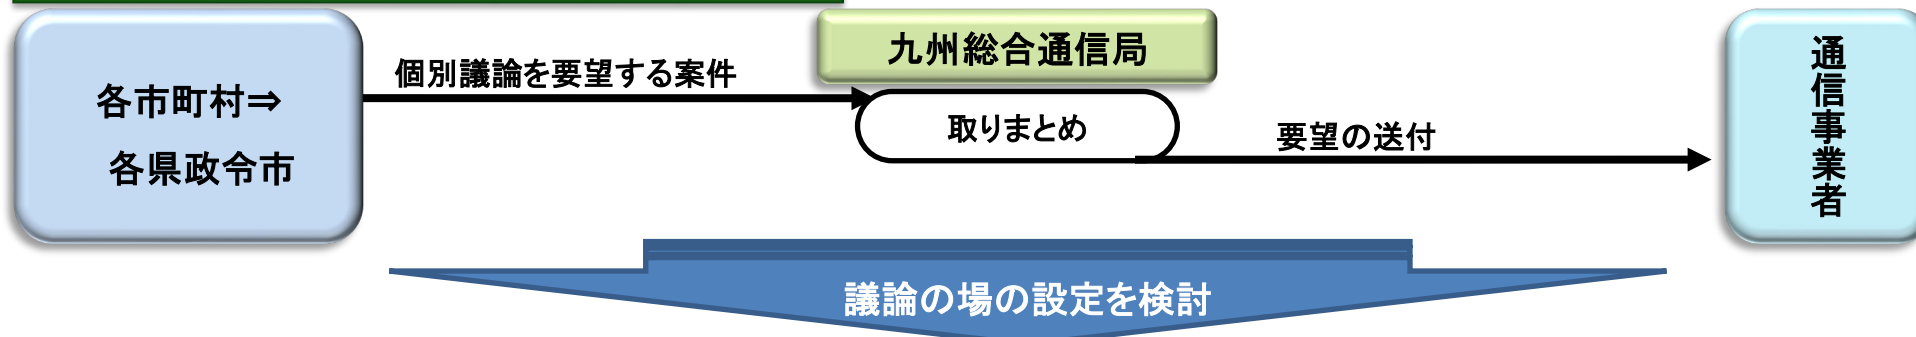 各市町村⇒
各県政令市
個別議論を要望する案件
九州総合通信局
取りまとめ
要望の送付
通信事業者
議論の場の設定を検討